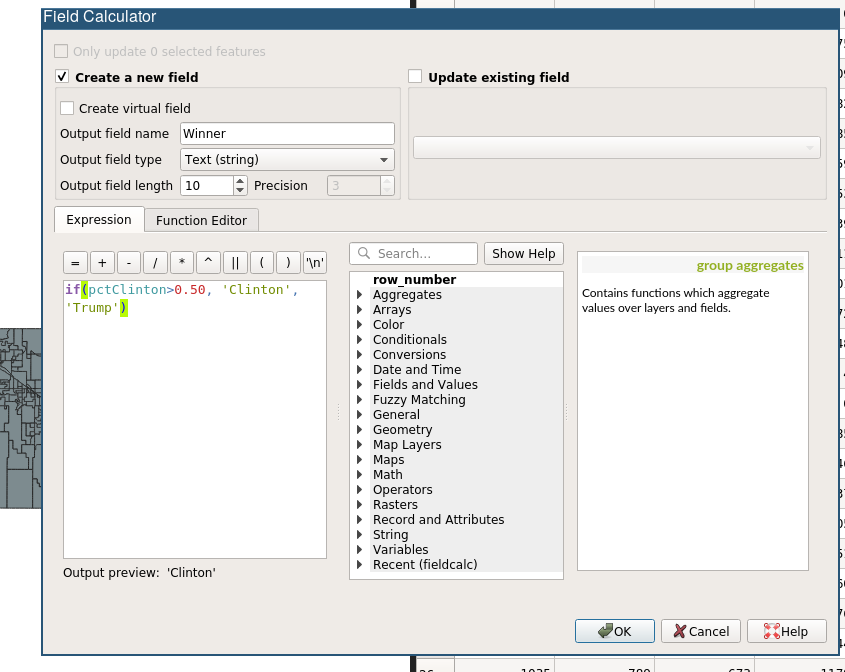 Field Calculator
Only update 0 selected features
Create a new field
Update existing field
Create virtual field
Output field name Winner
Output field type Text (string)
Output field length 10 Precision 3
Expression Function Editor
= + - / * ^ || ( ) '\n'
Search... Show Help
if(pctClinton>0.50, 'Clinton',
'Trump')
Output preview: 'Clinton'
row_number
Aggregates
Arrays
Color
Conditionals
Conversions
Date and Time
Fields and Values
Fuzzy Matching
General
Geometry
Map Layers
Maps
Math
Operators
Rasters
Record and Attributes
String
Variables
Recent (fieldcalc)
group aggregates
Contains functions which aggregate
values over layers and fields.
OK Cancel Help